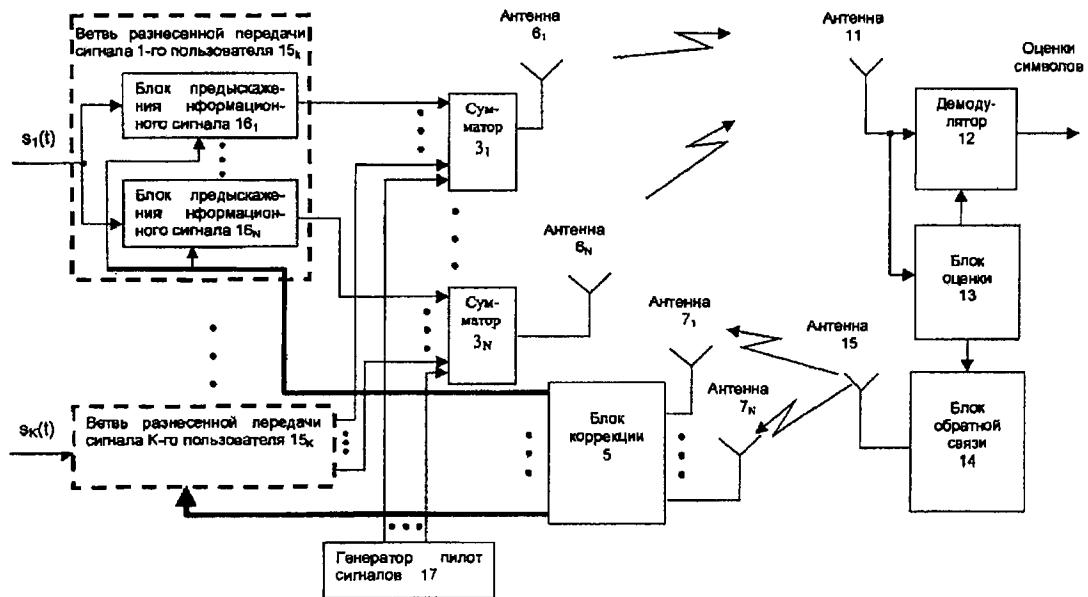 Ветвь разнесенной передачи
сигнала 1-го пользователя 15k
Блок предыскаже-
ния нформационн-
ного сигнала 16₁
s₁(t)
Блок предыскаже-
ния нформационн-
ного сигнала 16N
Сум-
матор
3₁
Антенна
6₁
Антенна
11
Оценки
символов
Демоду-
лятор
12
Антенна
6N
Сум-
матор
3N
Блок
оценки
13
Антенна
7₁
Антенна
15
Антенна
7N
sK(t)
Ветвь разнесенной передачи
сигнала К-го пользователя 15k
Блок
коррекции
5
Блок
обратной
связи
14
Генератор пилот
сигналов 17